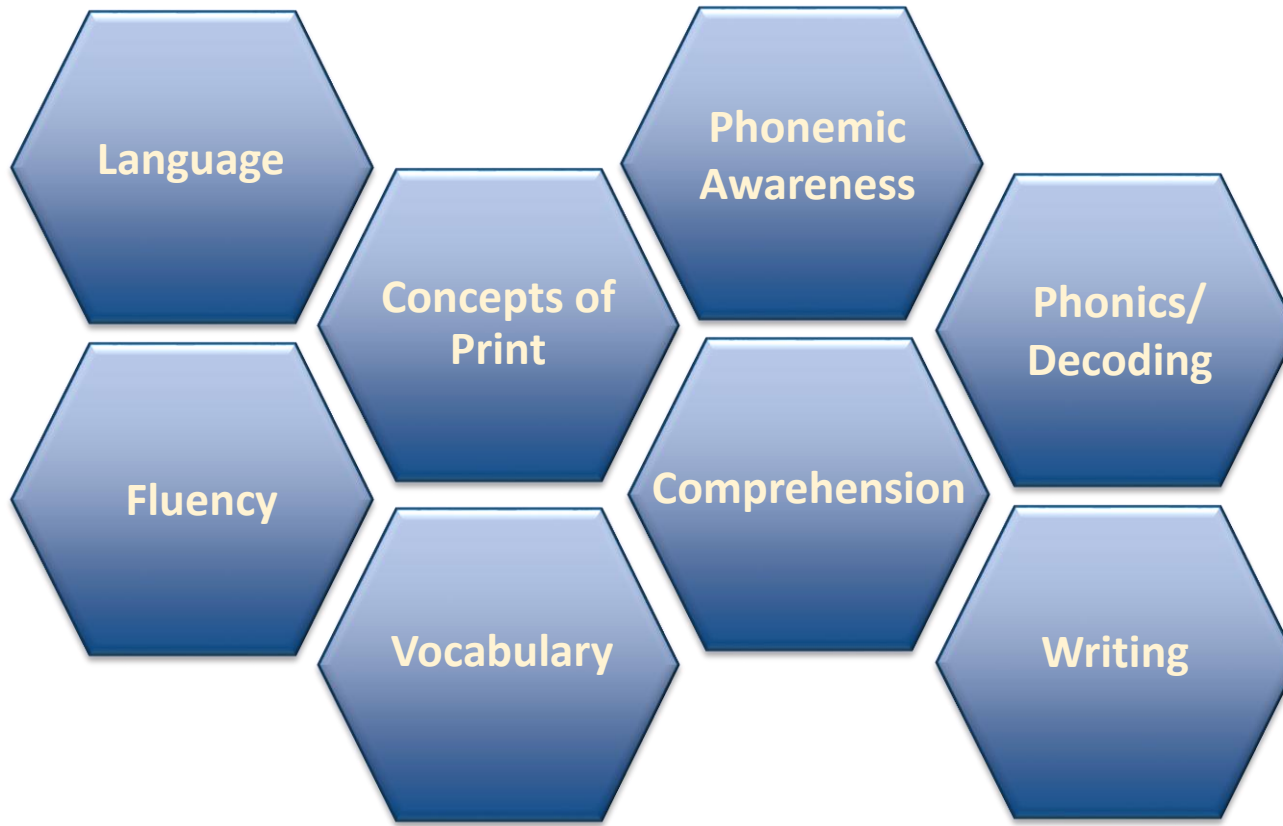 Language
Phonemic
Awareness
Concepts of
Print
Phonics/
Decoding
Fluency
Comprehension
Vocabulary
Writing